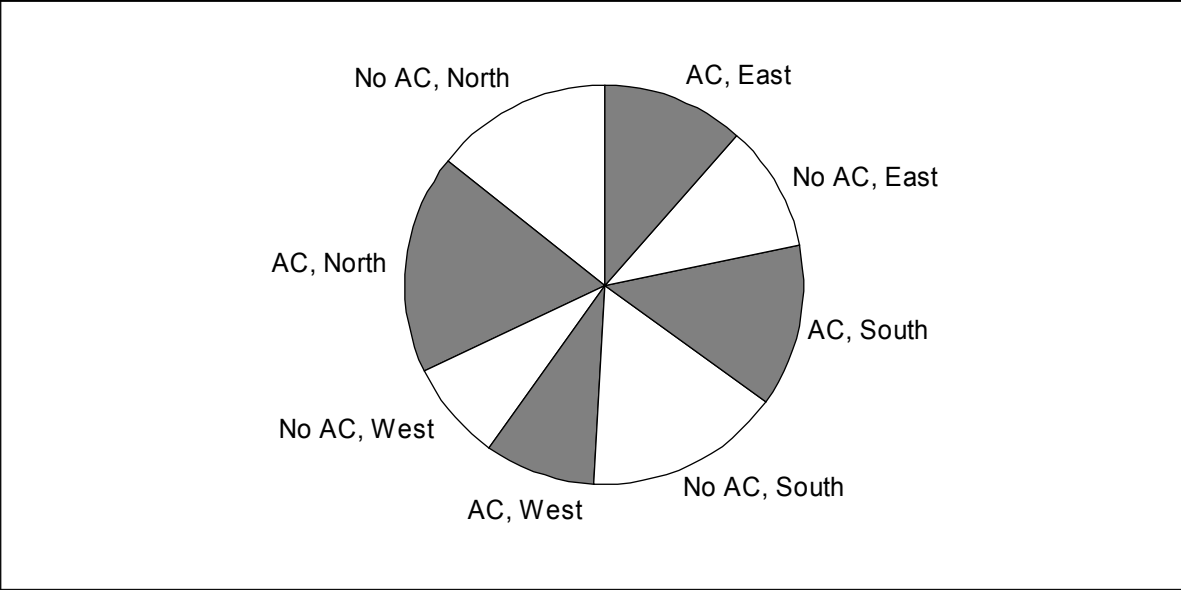 No AC, North
AC, East
No AC, East
AC, North
AC, South
No AC, West
No AC, South
AC, West